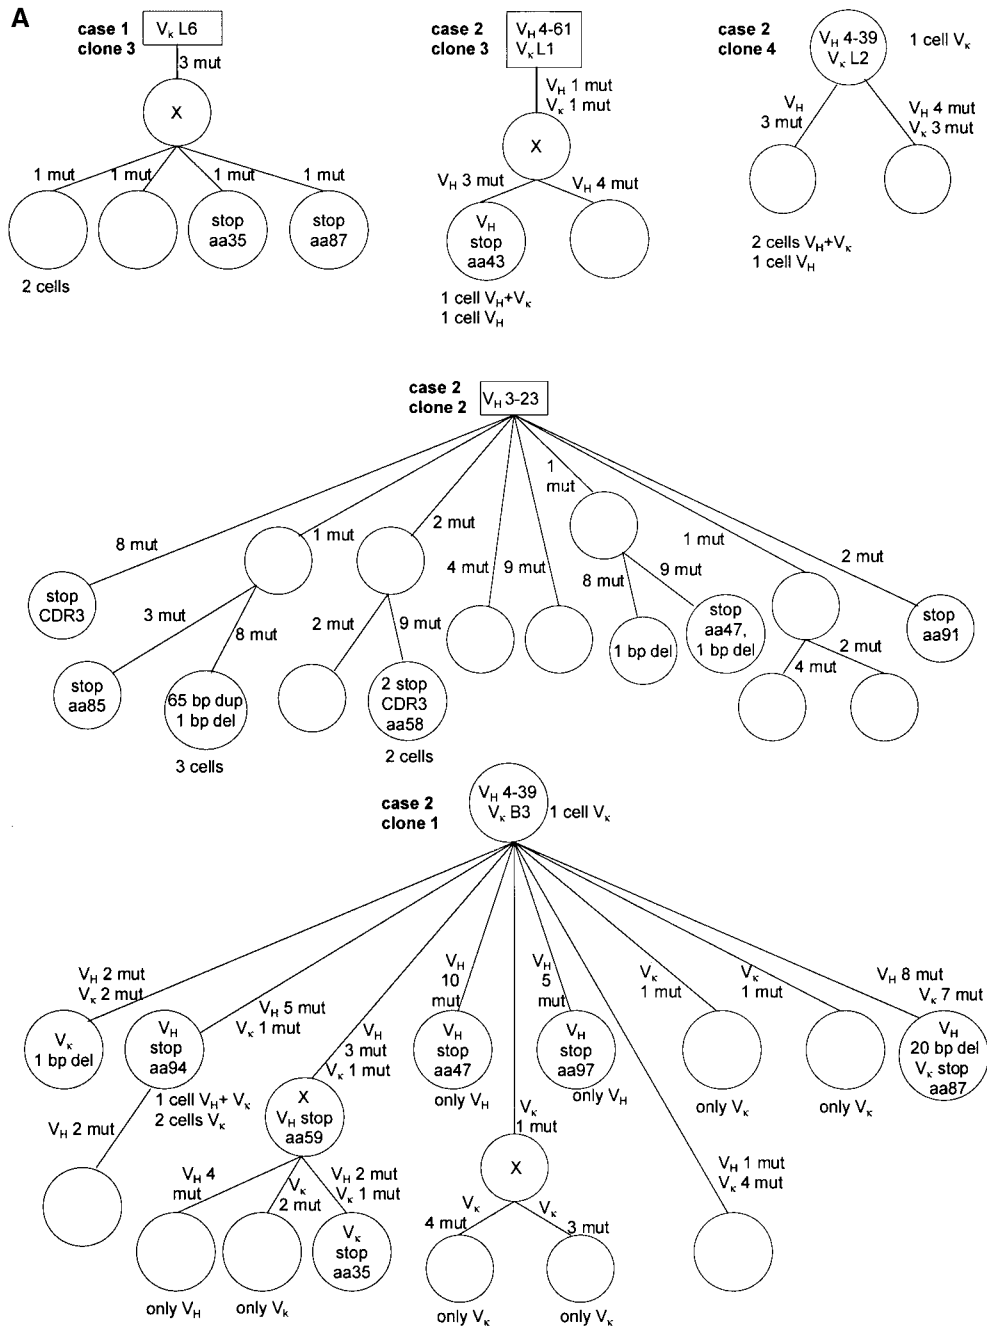 A
case 1
clone 3
Vκ L6
3 mut
X
1 mut
1 mut
1 mut
1 mut
stop
aa35
stop
aa87
2 cells
case 2
clone 3
VH 4-61
Vκ L1
VH 1 mut
Vκ 1 mut
X
VH 3 mut
VH 4 mut
VH
stop
aa43
1 cell VH+Vκ
1 cell VH
case 2
clone 4
VH 4-39
Vκ L2
1 cell Vκ
VH
3 mut
VH 4 mut
Vκ 3 mut
2 cells VH+Vκ
1 cell VH
case 2
clone 2
VH 3-23
8 mut
1 mut
2 mut
4 mut
9 mut
1
mut
1 mut
2 mut
stop
CDR3
3 mut
8 mut
2 mut
9 mut
8 mut
9 mut
4 mut
2 mut
stop
aa85
65 bp dup
1 bp del
3 cells
2 stop
CDR3
aa58
2 cells
1 bp del
stop
aa47,
1 bp del
stop
aa91
case 2
clone 1
VH 4-39
Vκ B3
1 cell Vκ
VH 2 mut
Vκ 2 mut
VH 5 mut
Vκ 1 mut
VH
3 mut
Vκ 1 mut
VH
10
mut
VH
5
mut
Vκ
1 mut
Vκ
1 mut
VH 8 mut
Vκ 7 mut
Vκ
1 bp del
VH
stop
aa94
1 cell VH+ Vκ
2 cells Vκ
VH 2 mut
X
VH stop
aa59
VH 4
mut
Vκ
2 mut
VH 2 mut
Vκ 1 mut
Vκ
stop
aa35
only VH
only Vκ
VH
stop
aa47
only VH
Vκ
1 mut
X
Vκ
4 mut
Vκ
3 mut
only Vκ
only Vκ
VH
stop
aa97
only VH
VH 1 mut
Vκ 4 mut
only Vκ
only Vκ
VH
20 bp del
Vκ stop
aa87